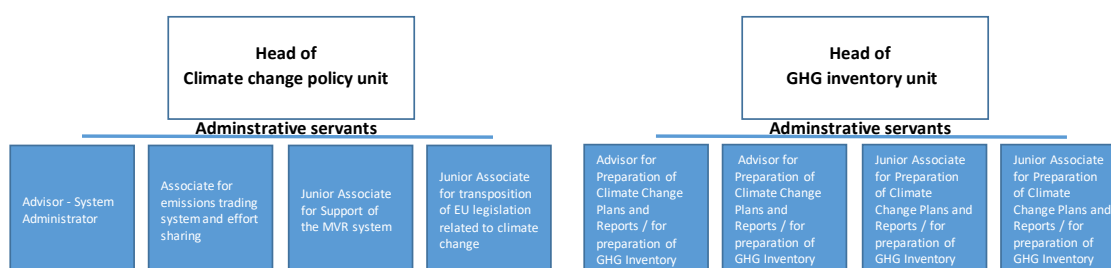 Head of
Climate change policy unit
Adminstrative servants
Advisor - System
Administrator
Associate for
emissions trading
system and effort
sharing
Junior Associate
for Support of
the MVR system
Junior Associate
for transposition
of EU legislation
related to climate
change
Head of
GHG inventory unit
Adminstrative servants
Advisor for
Preparation of
Climate Change
Plans and
Reports / for
preparation of
GHG Inventory
Advisor for
Preparation of
Climate Change
Plans and
Reports / for
preparation of
GHG Inventory
Junior Associate
for Preparation
of Climate
Change Plans and
Reports / for
preparation of
GHG Inventory
Junior Associate
for Preparation
of Climate
Change Plans and
Reports / for
preparation of
GHG Inventory